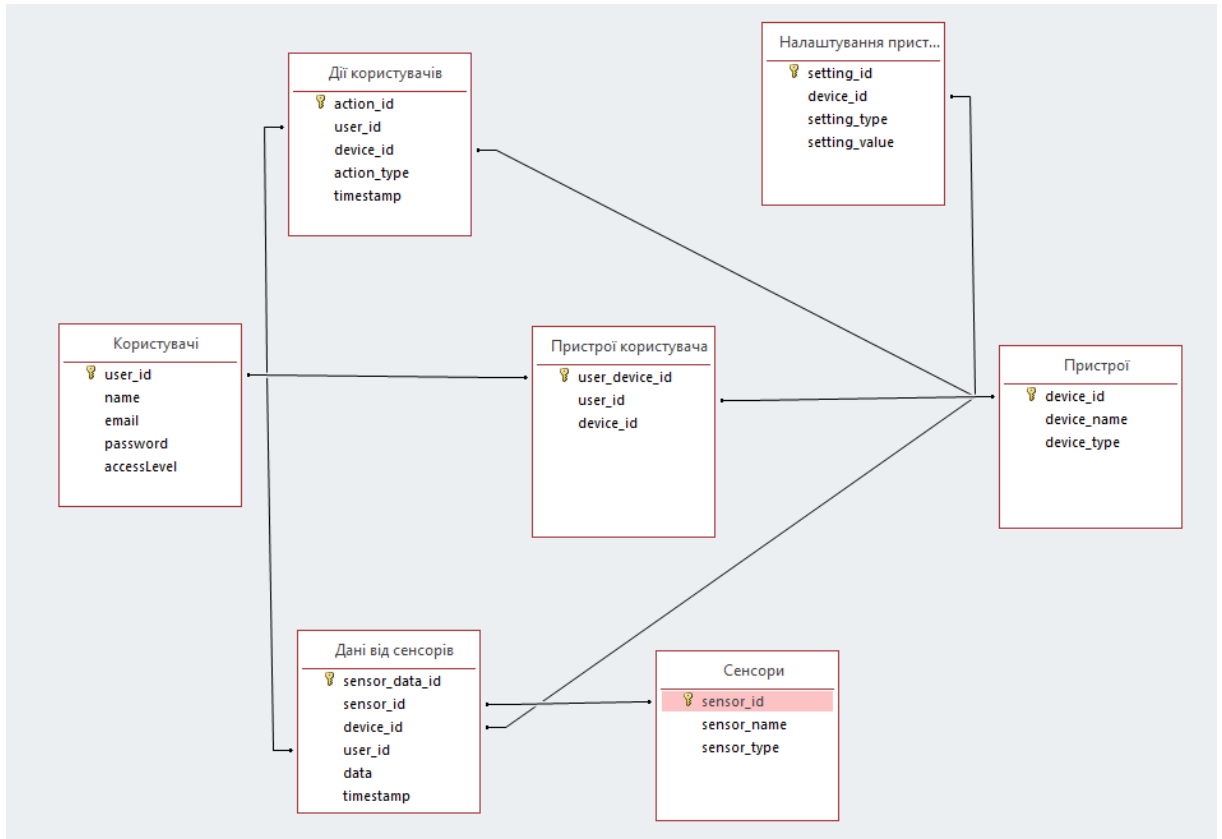 Дії користувачів
action_id
user_id
device_id
action_type
timestamp
Налаштування прист...
setting_id
device_id
setting_type
setting_value
Користувачі
user_id
name
email
password
accessLevel
Пристрої користувача
user_device_id
user_id
device_id
Пристрої
device_id
device_name
device_type
Дані від сенсорів
sensor_data_id
sensor_id
device_id
user_id
data
timestamp
Сенсори
sensor_id
sensor_name
sensor_type